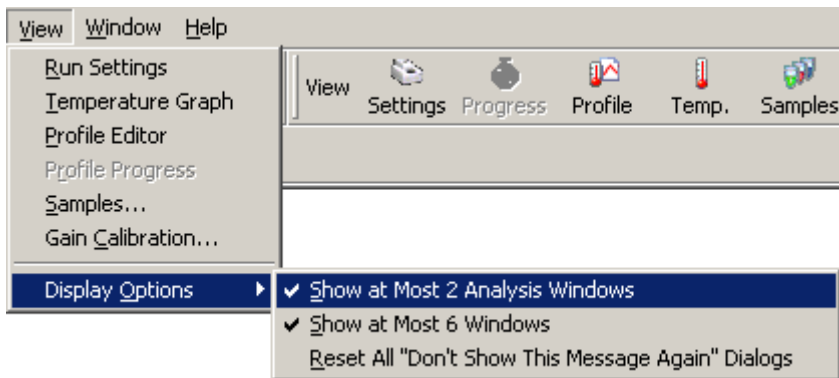 View Window Help
Run Settings
Temperature Graph
Profile Editor
Profile Progress
Samples...
Gain Calibration...
Display Options
View
Settings Progress Profile Temp. Samples
Show at Most 2 Analysis Windows
Show at Most 6 Windows
Reset All "Don't Show This Message Again" Dialogs